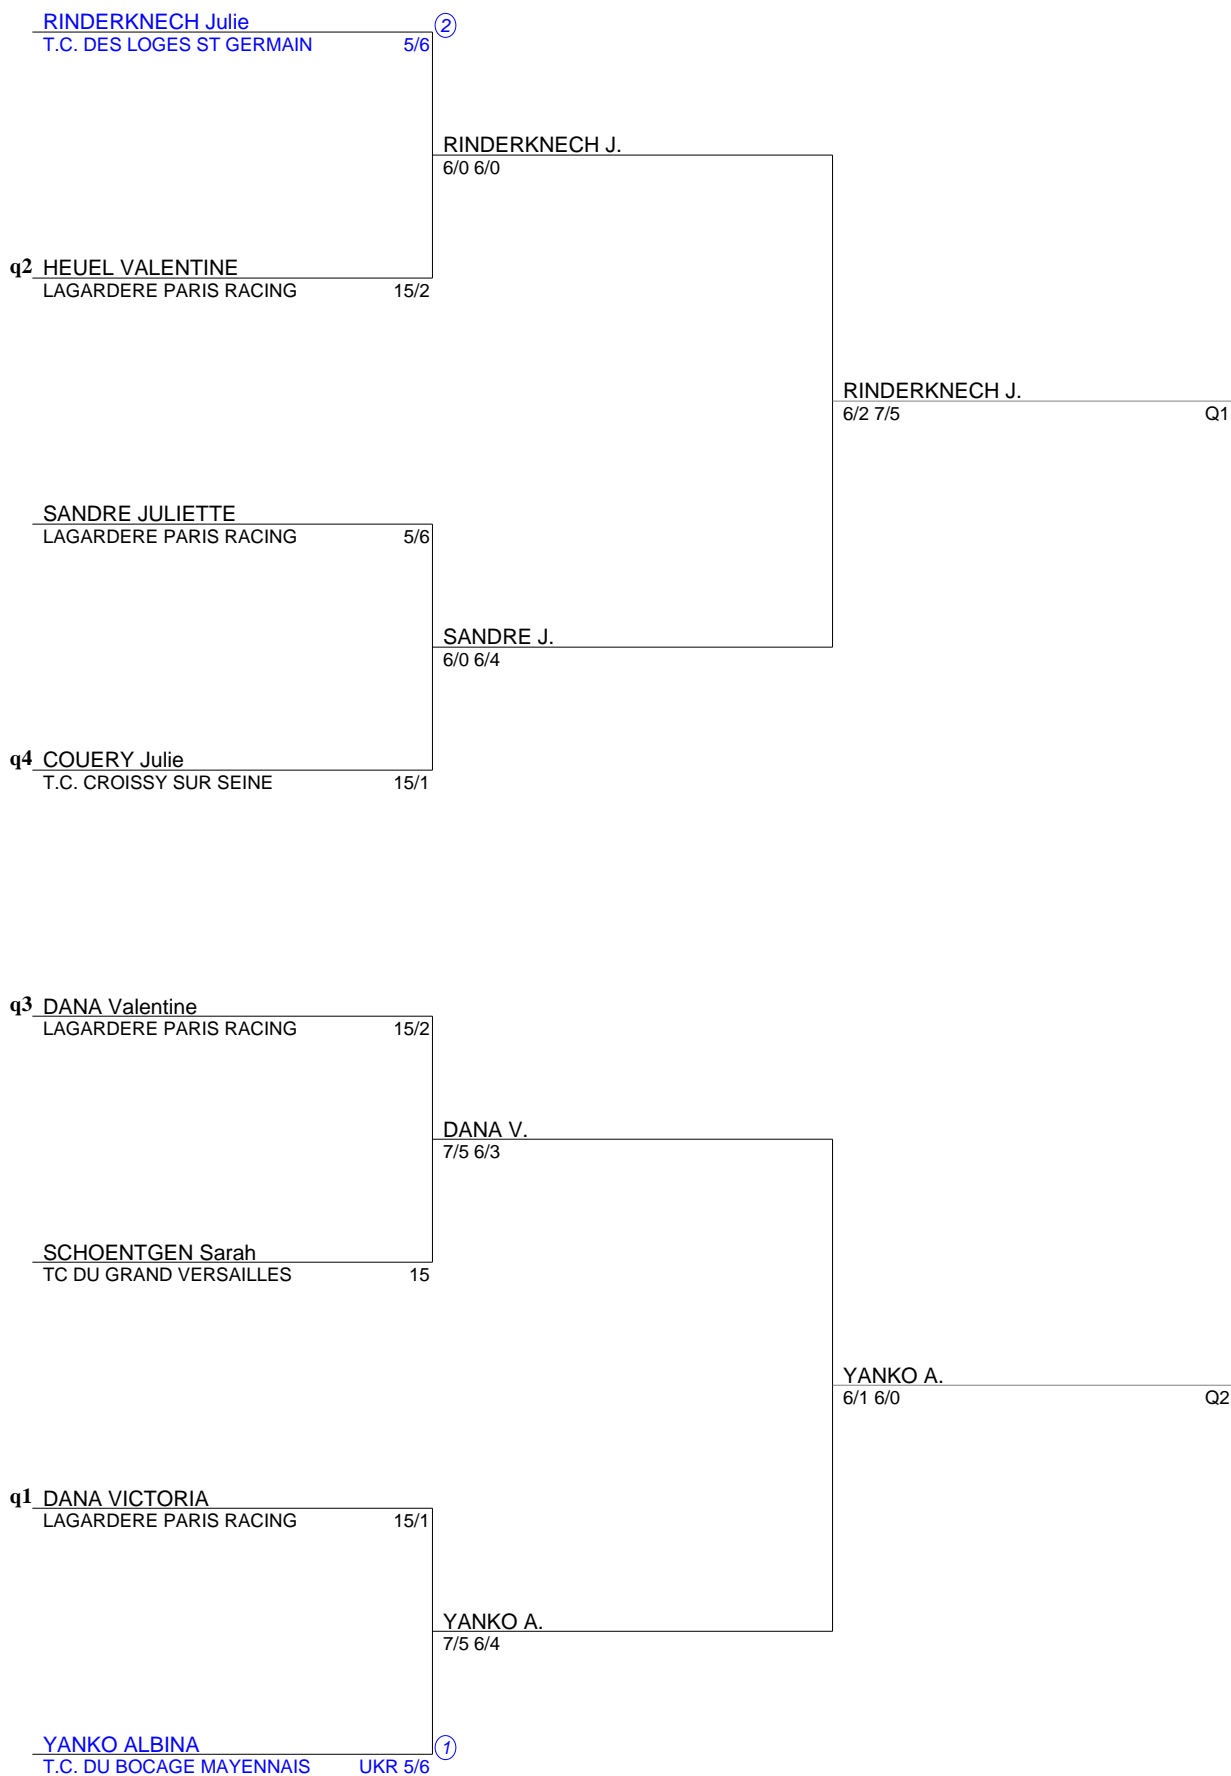 RINDERKNECH Julie 2
T.C. DES LOGES ST GERMAIN 5/6
RINDERKNECH J.
6/0 6/0
q2 HEUEL VALENTINE
LAGARDERE PARIS RACING 15/2
RINDERKNECH J.
6/2 7/5 Q1
SANDRE JULIETTE
LAGARDERE PARIS RACING 5/6
SANDRE J.
6/0 6/4
q4 COUERY Julie
T.C. CROISSY SUR SEINE 15/1
q3 DANA Valentine
LAGARDERE PARIS RACING 15/2
DANA V.
7/5 6/3
SCHOENTGEN Sarah
TC DU GRAND VERSAILLES 15
YANKO A.
6/1 6/0 Q2
q1 DANA VICTORIA
LAGARDERE PARIS RACING 15/1
YANKO A.
7/5 6/4
YANKO ALBINA 1
T.C. DU BOCAGE MAYENNAIS UKR 5/6